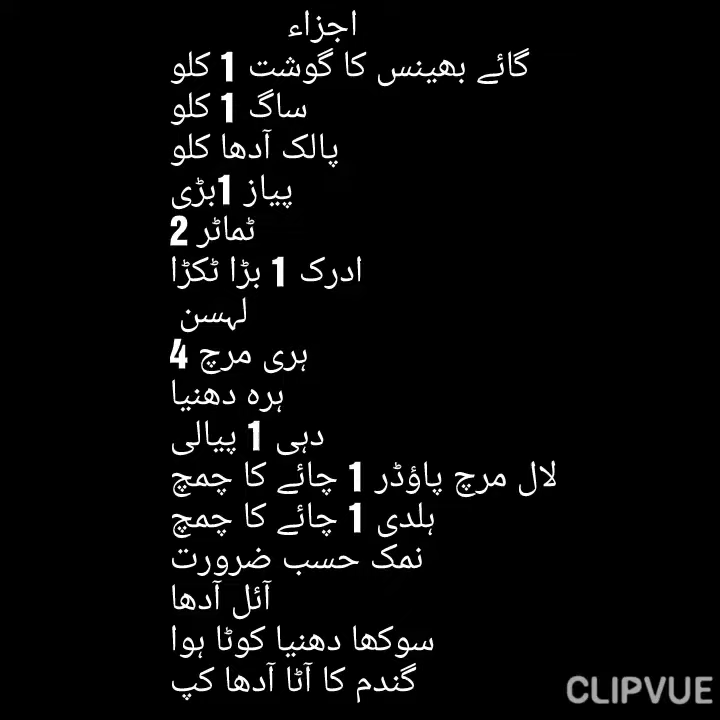 اجزاء
گائے بھینس کا گوشت 1 کلو
ساگ 1 کلو
پالک آدھا کلو
پیاز 1بڑی
ٹماٹر 2
ادرک 1 بڑا ٹکڑا
لہسن
ہری مرچ 4
ہرہ دھنیا
دہی 1 پیالی
لال مرچ پاؤڈر 1 چائے کا چمچ
ہلدی 1 چائے کا چمچ
نمک حسب ضرورت
آئل آدھا
سوکھا دھنیا کوٹا ہوا
گندم کا آٹا آدھا کپ
CLIPVUE